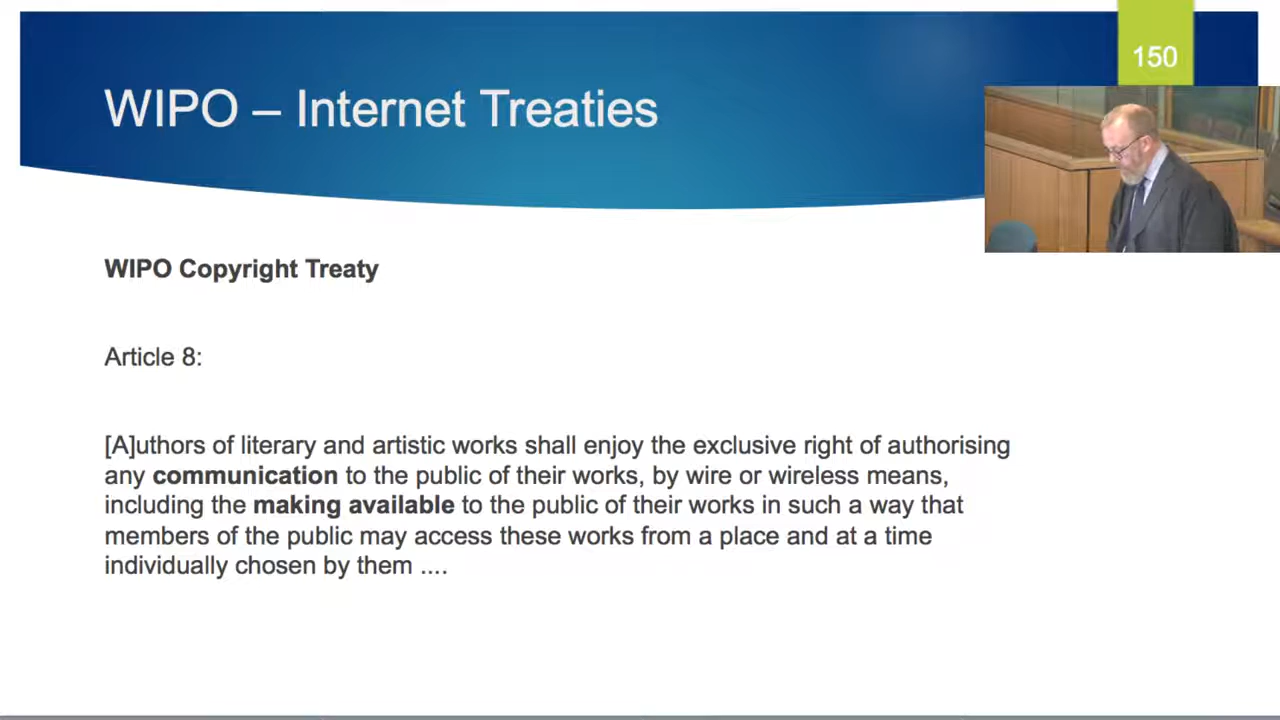 150
WIPO – Internet Treaties
WIPO Copyright Treaty
Article 8:
[A]uthors of literary and artistic works shall enjoy the exclusive right of authorising
any communication to the public of their works, by wire or wireless means,
including the making available to the public of their works in such a way that
members of the public may access these works from a place and at a time
individually chosen by them ....